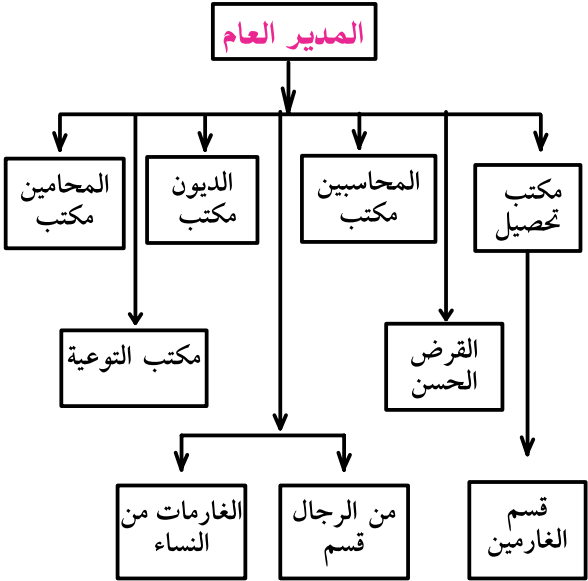 المدير العام
مكتب
تحصيل
المحاسبين
مكتب
الديون
مكتب
المحامين
مكتب
القرض
الحسن
مكتب التوعية
قسم
الغارمين
من الرجال
قسم
الغارمات من
النساء